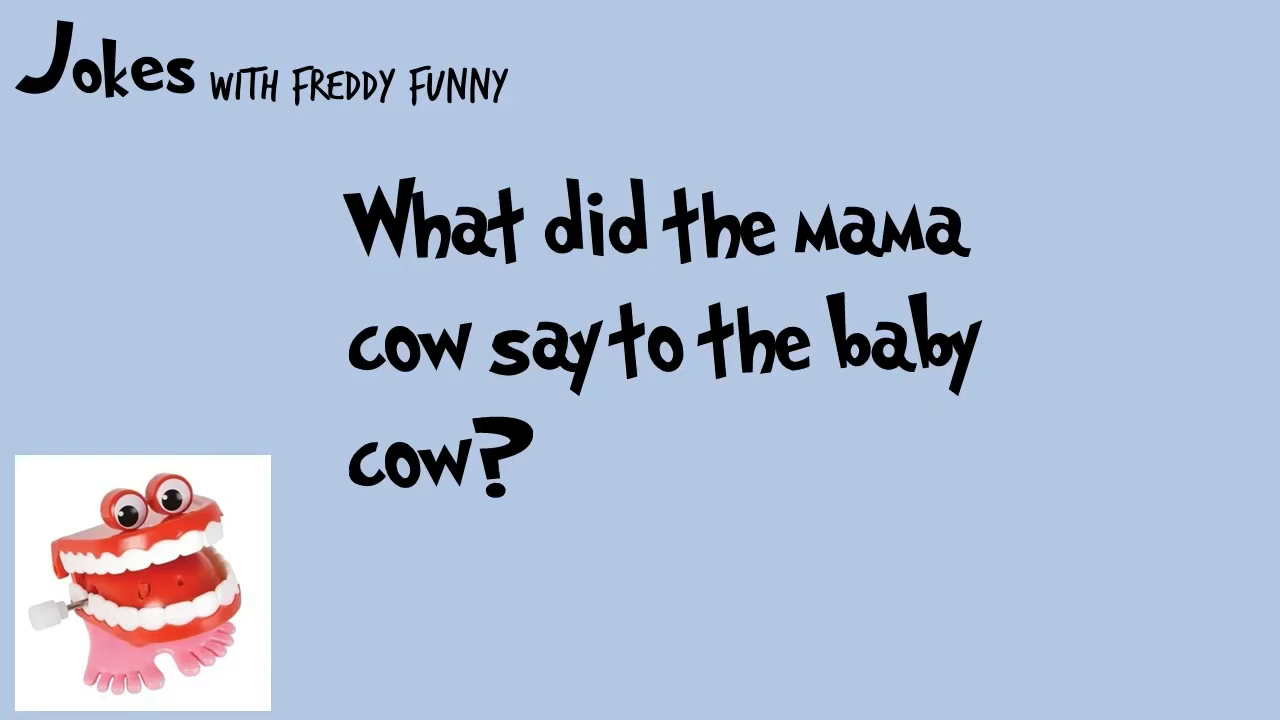 Jokes WITH FREDDY FUNNY
What did the mama
cow say to the baby
cow?